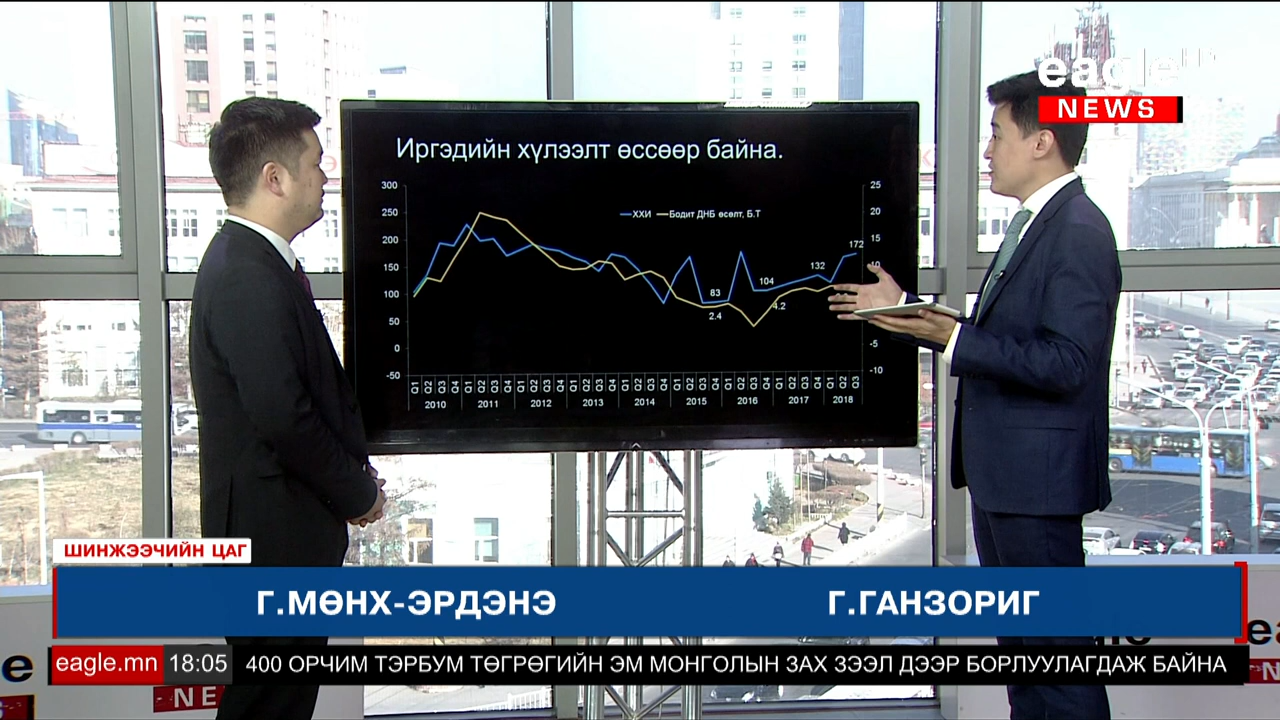 eagle
NEWS
Иргэдийн хүлээлт өссөөр байна.
300
250
200
150
100
50
0
-50
25
20
15
10
-5
-10
ХХИ
Бодит ДНБ өсөлт, Б.Т
172
132
104
83
4.2
2.4
Q1 Q2 Q3 Q4 Q1 Q2 Q3 Q4 Q1 Q2 Q3 Q4 Q1 Q2 Q3 Q4 Q1 Q2 Q3 Q4 Q1 Q2 Q3 Q4 Q1 Q2 Q3 Q4 Q1 Q2 Q3 Q4 Q1 Q2 Q3
2010 2011 2012 2013 2014 2015 2016 2017 2018
ШИНЖЭЭЧИЙН ЦАГ
Г.МӨНХ-ЭРДЭНЭ
Г.ГАНЗОРИГ
eagle.mn 18:05 400 ОРЧИМ ТЭРБУМ ТӨГРӨГИЙН ЭМ МОНГОЛЫН ЗАХ ЗЭЭЛ ДЭЭР БОРЛУУЛАГДАЖ БАЙНА